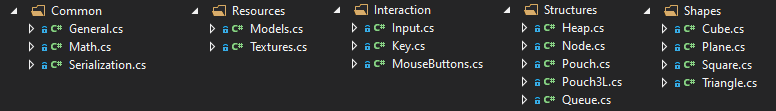 Common
C# General.cs
C# Math.cs
C# Serialization.cs
Resources
C# Models.cs
C# Textures.cs
Interaction
C# Input.cs
C# Key.cs
C# MouseButtons.cs
Structures
C# Heap.cs
C# Node.cs
C# Pouch.cs
C# Pouch3L.cs
C# Queue.cs
Shapes
C# Cube.cs
C# Plane.cs
C# Square.cs
C# Triangle.cs